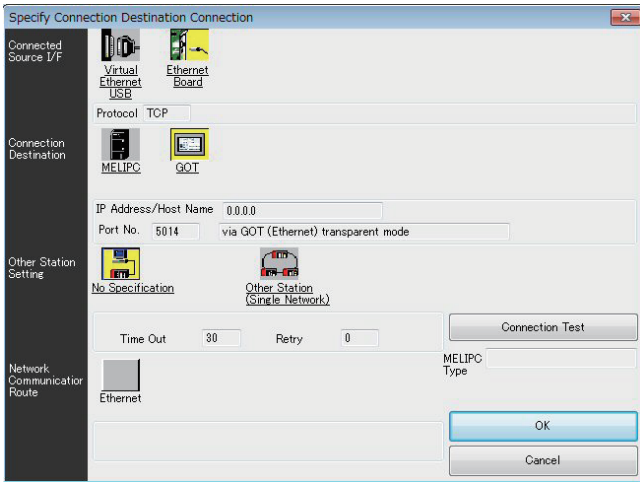 Specify Connection Destination Connection
Connected
Source I/F
Virtual
Ethernet
USB
Ethernet
Board
Protocol TCP
Connection
Destination
MELIPC
GOT
IP Address/Host Name 0.0.0.0
Port No. 5014 via GOT (Ethernet) transparent mode
Other Station
Setting
No Specification
Other Station
(Single Network)
Time Out 30 Retry 0
Connection Test
MELIPC
Type
Network
Communicatior
Route
Ethernet
OK
Cancel